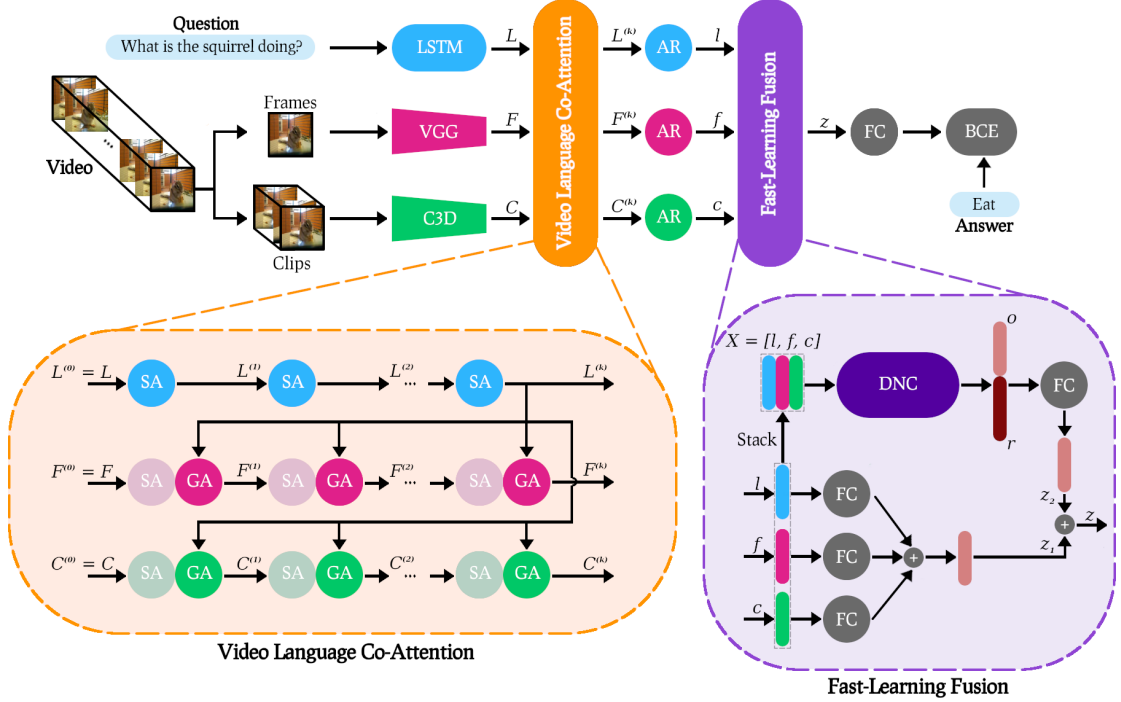 Question
What is the squirrel doing?
LSTM
L
L⁽ᵏ⁾
AR
l
Video
...
Frames
VGG
F
F⁽ᵏ⁾
AR
f
Clips
C3D
C
C⁽ᵏ⁾
AR
c
Video Language Co-Attention
Fast-Learning Fusion
z
FC
BCE
Eat
Answer
L⁽⁰⁾ = L
SA
L⁽¹⁾
SA
L⁽²⁾
...
SA
L⁽ᵏ⁾
F⁽⁰⁾ = F
SA
GA
F⁽¹⁾
SA
GA
F⁽²⁾
...
SA
GA
F⁽ᵏ⁾
C⁽⁰⁾ = C
SA
GA
C⁽¹⁾
SA
GA
C⁽²⁾
...
SA
GA
C⁽ᵏ⁾
Video Language Co-Attention
X = [l, f, c]
DNC
o
r
FC
Stack
l
FC
f
FC
c
FC
+
z₁
z₂
+
z
Fast-Learning Fusion